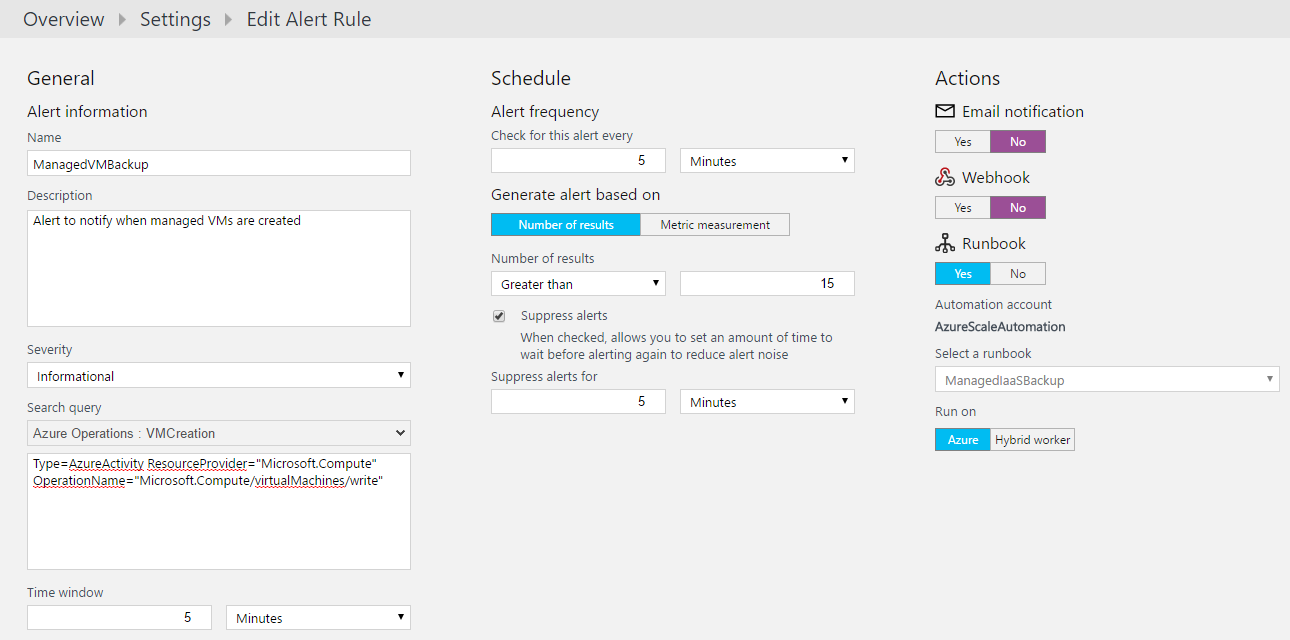 Overview Settings Edit Alert Rule
General
Alert information
Name
ManagedVMBackup
Description
Alert to notify when managed VMs are created
Severity
Informational
Search query
Azure Operations : VMCreation
Type=AzureActivity ResourceProvider="Microsoft.Compute"
OperationName="Microsoft.Compute/virtualMachines/write"
Time window
5 Minutes
Schedule
Alert frequency
Check for this alert every
5 Minutes
Generate alert based on
Number of results Metric measurement
Number of results
Greater than 15
Suppress alerts
When checked, allows you to set an amount of time to
wait before alerting again to reduce alert noise
Suppress alerts for
5 Minutes
Actions
Email notification
Yes No
Webhook
Yes No
Runbook
Yes No
Automation account
AzureScaleAutomation
Select a runbook
ManagedIaaSBackup
Run on
Azure Hybrid worker